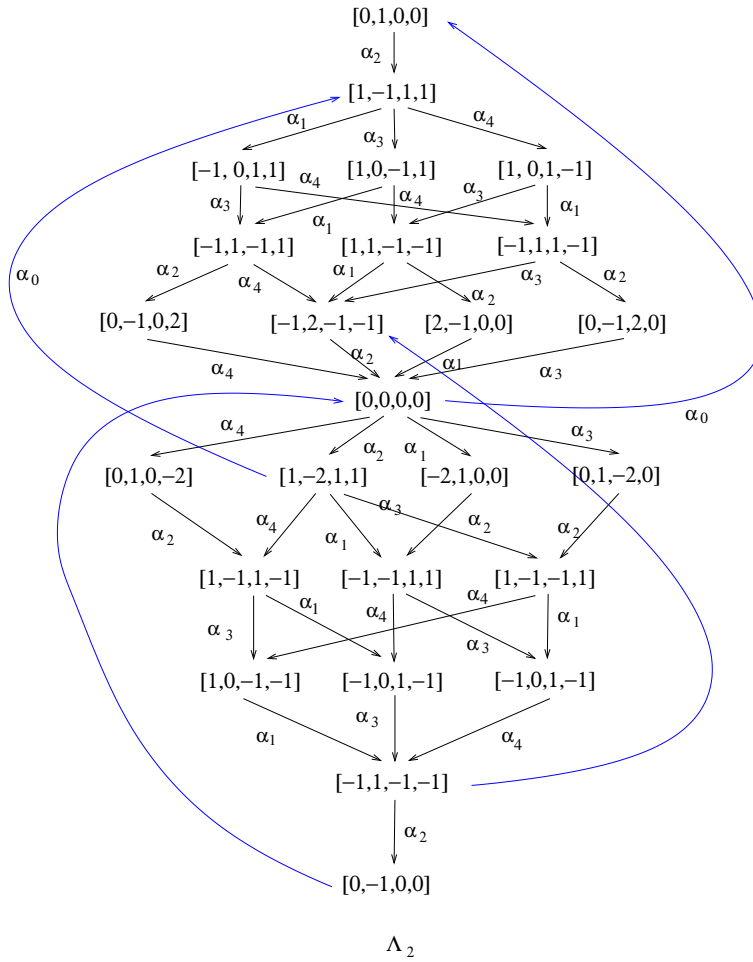 [0,1,0,0]
α₂
[1,−1,1,1]
α₁ α₃ α₄
[−1, 0,1,1] [1,0,−1,1] [1, 0,1,−1]
α₃ α₄ α₁ α₄ α₃ α₁
[−1,1,−1,1] [1,1,−1,−1] [−1,1,1,−1]
α₀ α₂ α₄ α₁ α₂ α₃ α₂
[0,−1,0,2] [−1,2,−1,−1] [2,−1,0,0] [0,−1,2,0]
α₄ α₂ α₁ α₃
[0,0,0,0] α₀
α₄ α₂ α₁ α₃
[0,1,0,−2] [1,−2,1,1] [−2,1,0,0] [0,1,−2,0]
α₂ α₄ α₁ α₃ α₂ α₂
[1,−1,1,−1] [−1,−1,1,1] [1,−1,−1,1]
α₃ α₁ α₄ α₃ α₄ α₁
[1,0,−1,−1] [−1,0,1,−1] [−1,0,1,−1]
α₁ α₃ α₄
[−1,1,−1,−1]
α₂
[0,−1,0,0]
Λ₂